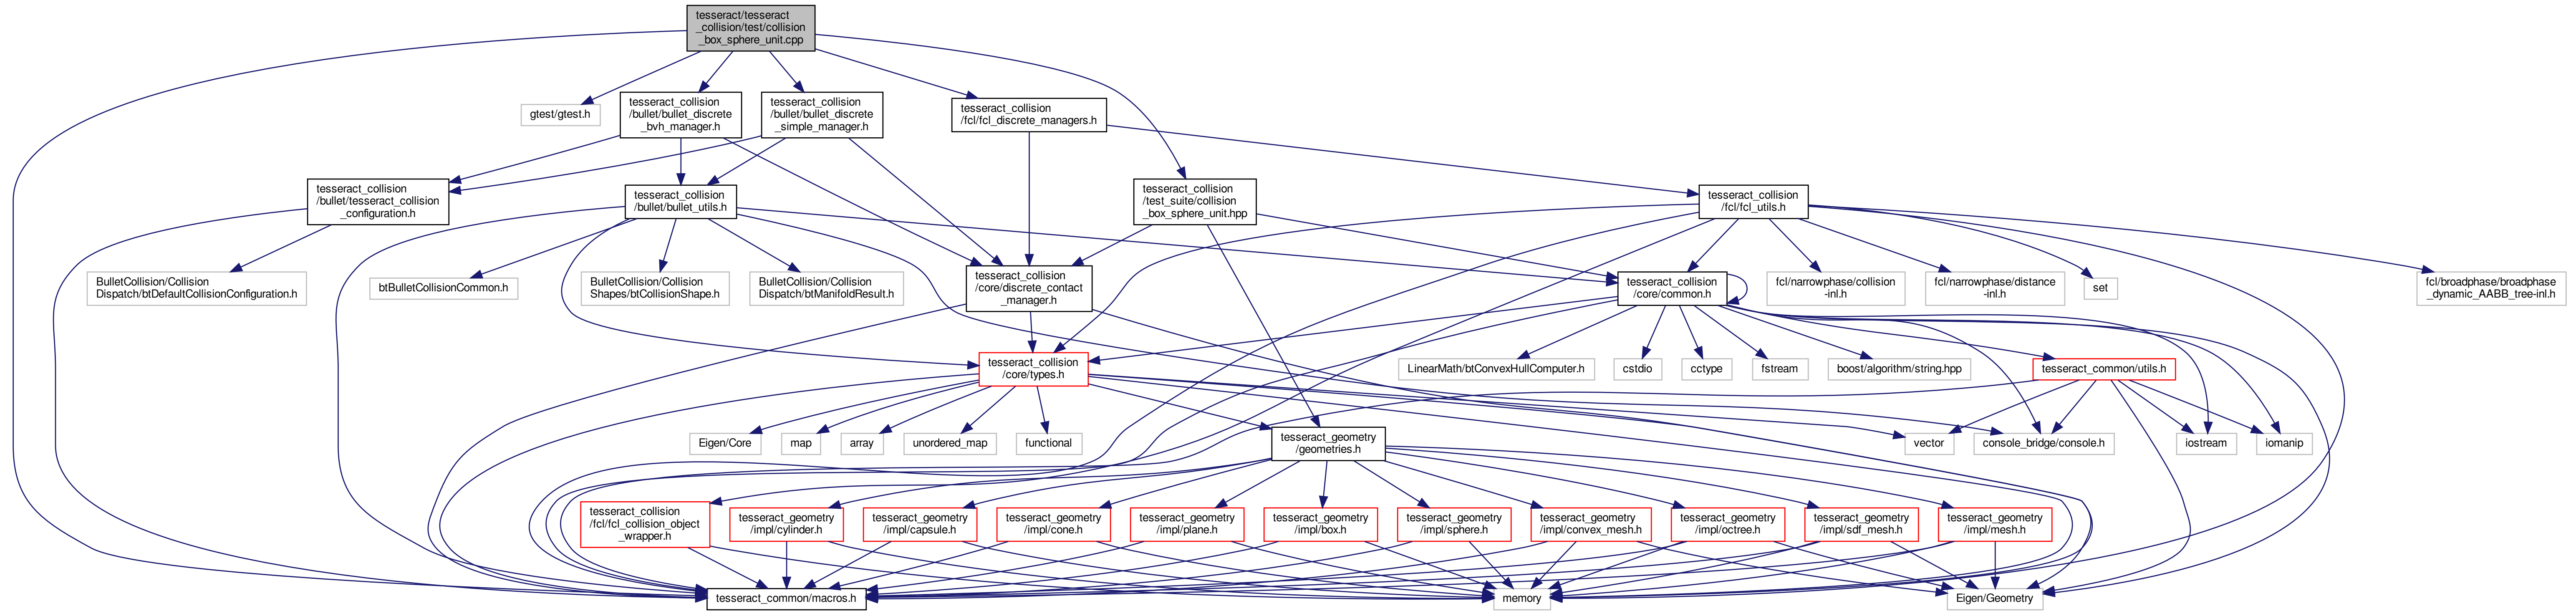 tesseract/tesseract
_collision/test/collision
_box_sphere_unit.cpp
gtest/gtest.h
tesseract_collision
/bullet/bullet_discrete
_bvh_manager.h
tesseract_collision
/bullet/bullet_discrete
_simple_manager.h
tesseract_collision
/fcl/fcl_discrete_managers.h
tesseract_collision
/bullet/tesseract_collision
_configuration.h
tesseract_collision
/bullet/bullet_utils.h
tesseract_collision
/test_suite/collision
_box_sphere_unit.hpp
tesseract_collision
/fcl/fcl_utils.h
BulletCollision/Collision
Dispatch/btDefaultCollisionConfiguration.h
btBulletCollisionCommon.h
BulletCollision/Collision
Shapes/btCollisionShape.h
BulletCollision/Collision
Dispatch/btManifoldResult.h
tesseract_collision
/core/discrete_contact
_manager.h
tesseract_collision
/core/common.h
fcl/narrowphase/collision
-inl.h
fcl/narrowphase/distance
-inl.h
set
fcl/broadphase/broadphase
_dynamic_AABB_tree-inl.h
tesseract_collision
/core/types.h
LinearMath/btConvexHullComputer.h
cstdio
cctype
fstream
boost/algorithm/string.hpp
tesseract_common/utils.h
Eigen/Core
map
array
unordered_map
functional
tesseract_geometry
/geometries.h
vector
console_bridge/console.h
iostream
iomanip
tesseract_collision
/fcl/fcl_collision_object
_wrapper.h
tesseract_geometry
/impl/cylinder.h
tesseract_geometry
/impl/capsule.h
tesseract_geometry
/impl/cone.h
tesseract_geometry
/impl/plane.h
tesseract_geometry
/impl/box.h
tesseract_geometry
/impl/sphere.h
tesseract_geometry
/impl/convex_mesh.h
tesseract_geometry
/impl/octree.h
tesseract_geometry
/impl/sdf_mesh.h
tesseract_geometry
/impl/mesh.h
tesseract_common/macros.h
memory
Eigen/Geometry